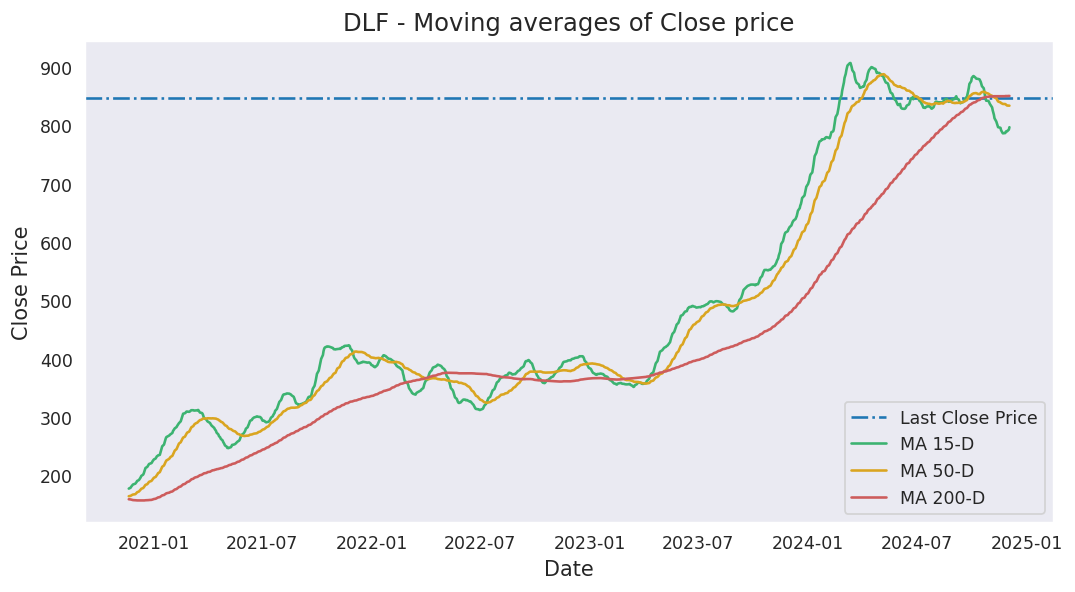 DLF - Moving averages of Close price
900
800
700
600
500
400
300
200
Close Price
2021-01
2021-07
2022-01
2022-07
2023-01
2023-07
2024-01
2024-07
2025-01
Date
Last Close Price
MA 15-D
MA 50-D
MA 200-D